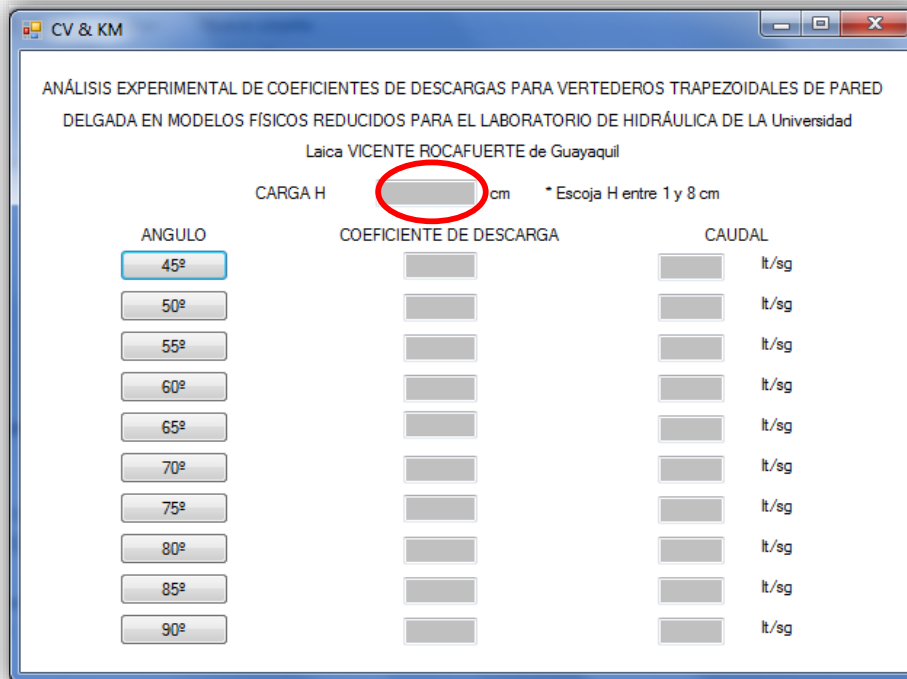 CV & KM
ANÁLISIS EXPERIMENTAL DE COEFICIENTES DE DESCARGAS PARA VERTEDEROS TRAPEZOIDALES DE PARED
DELGADA EN MODELOS FÍSICOS REDUCIDOS PARA EL LABORATORIO DE HIDRÁULICA DE LA Universidad
Laica VICENTE ROCAFUERTE de Guayaquil
CARGA H cm * Escoja H entre 1 y 8 cm
ANGULO COEFICIENTE DE DESCARGA CAUDAL
45º lt/sg
50º lt/sg
55º lt/sg
60º lt/sg
65º lt/sg
70º lt/sg
75º lt/sg
80º lt/sg
85º lt/sg
90º lt/sg